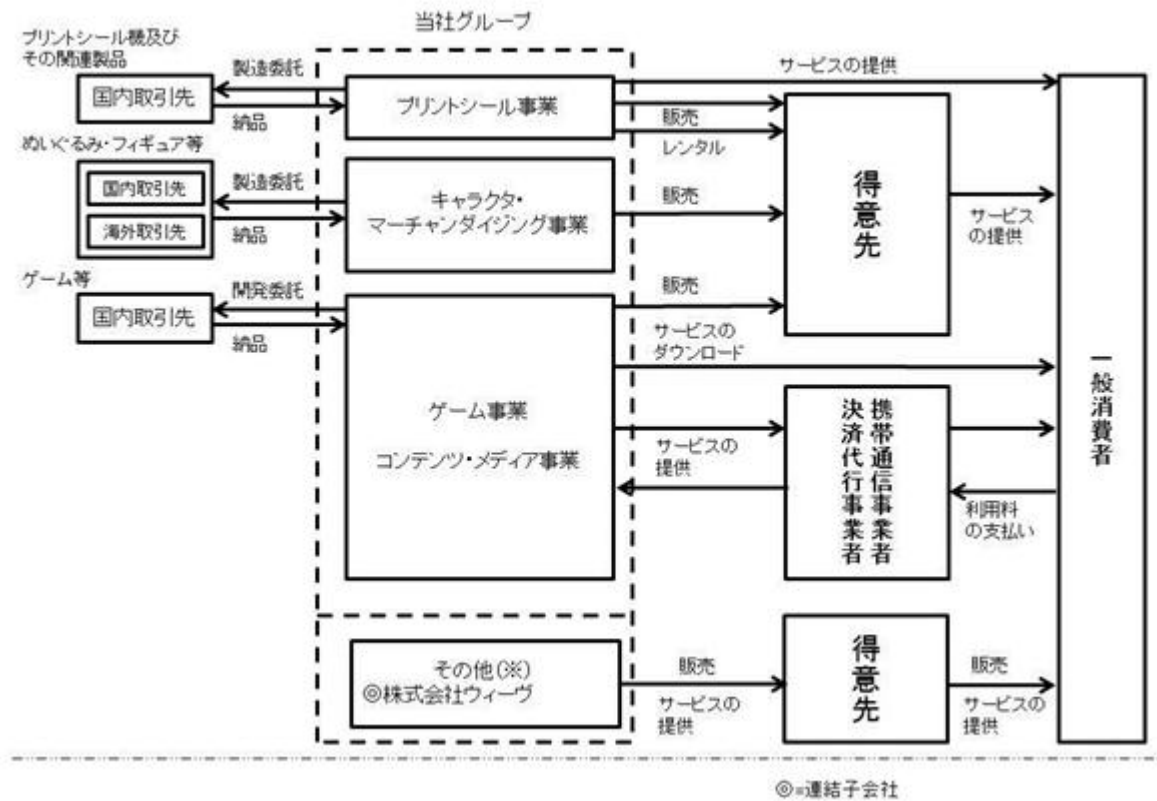 当社グループ
プリントシール機及び
その関連製品
国内取引先
製造委託
納品
プリントシール事業
サービスの提供
販売
レンタル
ぬいぐるみ・フィギュア等
国内取引先
海外取引先
製造委託
納品
キャラクタ・
マーチャンダイジング事業
販売
得意先
サービス
の提供
ゲーム等
国内取引先
開発委託
納品
ゲーム事業
コンテンツ・メディア事業
販売
サービスの
ダウンロード
サービスの
提供
携帯通信事業者
決済代行事業者
利用料
の支払い
一般消費者
その他(※)
◎株式会社ウィーヴ
販売
サービスの
提供
得意先
販売
サービスの
提供
◎=連結子会社